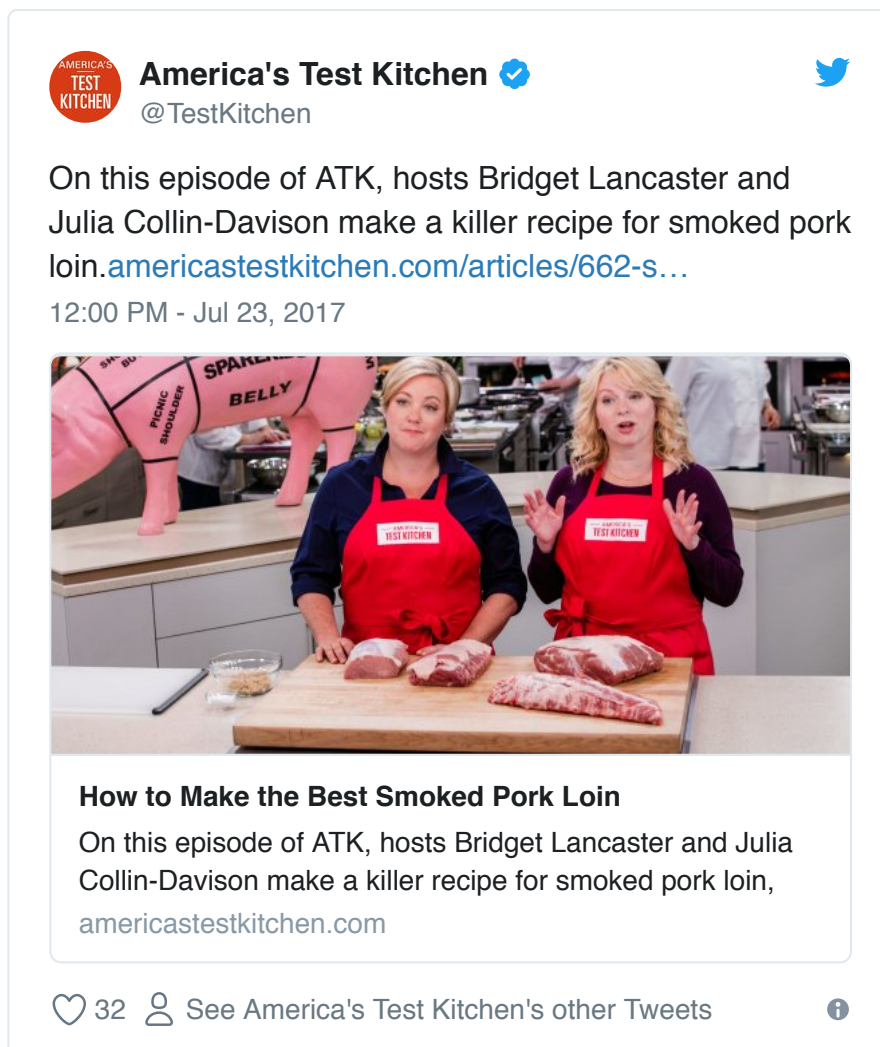 AMERICA'S
TEST
KITCHEN
America's Test Kitchen
@TestKitchen
On this episode of ATK, hosts Bridget Lancaster and
Julia Collin-Davison make a killer recipe for smoked pork
loin.americastestkitchen.com/articles/662-s…
12:00 PM - Jul 23, 2017
BELLY
PICNIC
SHOULDER
AMERICA'S
TEST KITCHEN
AMERICA'S
TEST KITCHEN
How to Make the Best Smoked Pork Loin
On this episode of ATK, hosts Bridget Lancaster and Julia
Collin-Davison make a killer recipe for smoked pork loin,
americastestkitchen.com
32 See America's Test Kitchen's other Tweets